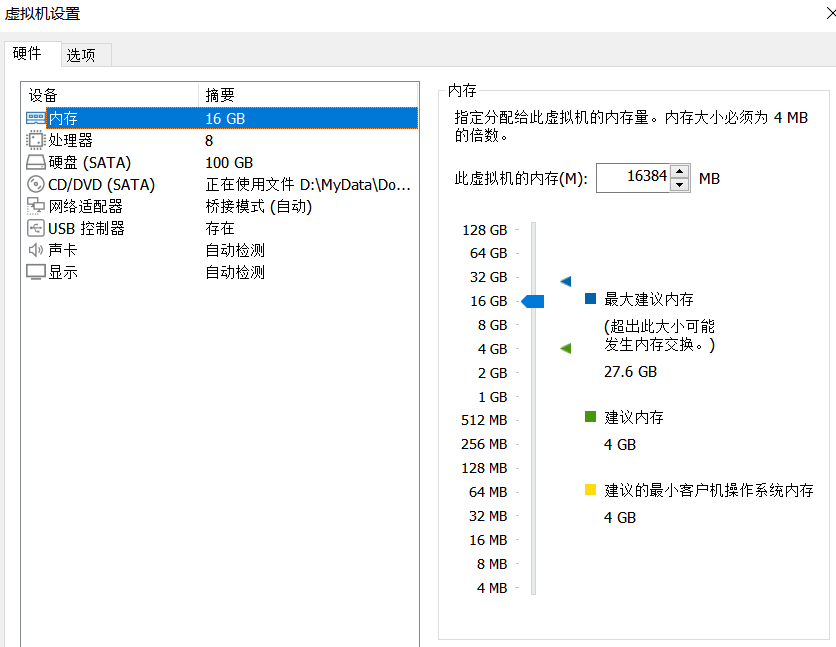 虚拟机设置
硬件 选项
设备 摘要
内存 16 GB
处理器 8
硬盘 (SATA) 100 GB
CD/DVD (SATA) 正在使用文件 D:\MyData\Do...
网络适配器 桥接模式 (自动)
USB 控制器 存在
声卡 自动检测
显示 自动检测
内存
指定分配给此虚拟机的内存量。内存大小必须为 4 MB
的倍数。
此虚拟机的内存(M): 16384 MB
128 GB
64 GB
32 GB
16 GB
8 GB
4 GB
2 GB
1 GB
512 MB
256 MB
128 MB
64 MB
32 MB
16 MB
8 MB
4 MB
最大建议内存
(超出此大小可能
发生内存交换。)
27.6 GB
建议内存
4 GB
建议的最小客户机操作系统内存
4 GB